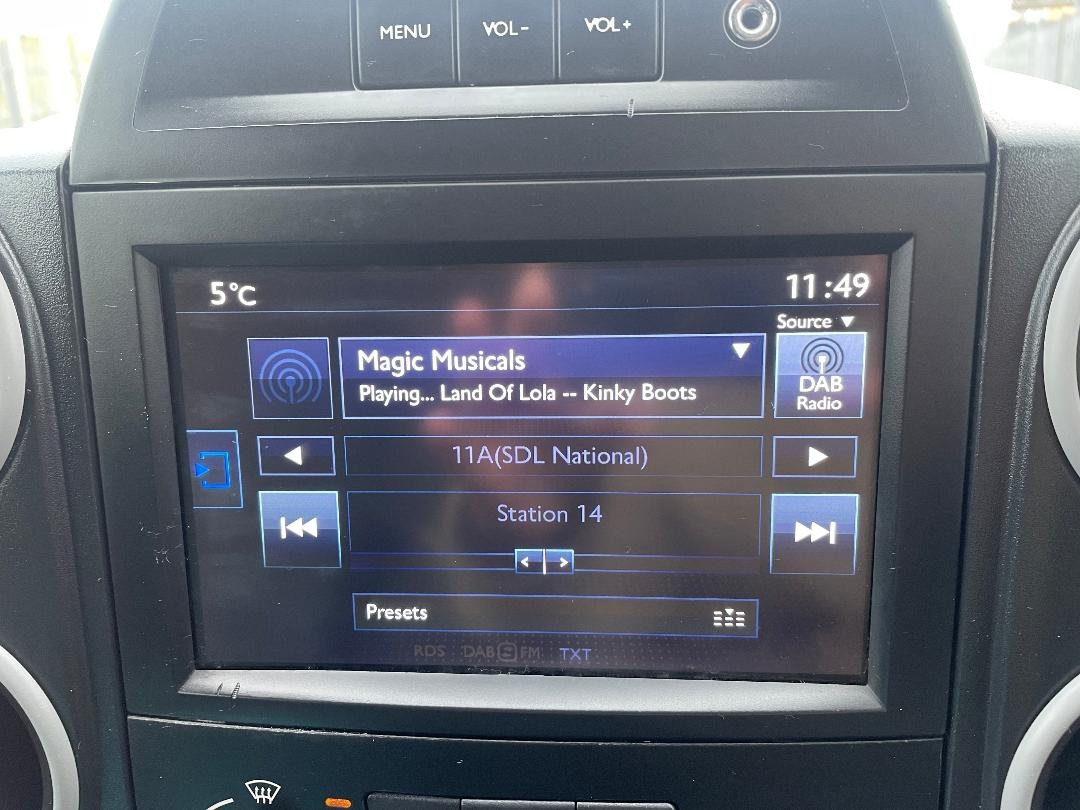 MENU VOL- VOL+
5°C 11:49
Source ▼
Magic Musicals
Playing... Land Of Lola -- Kinky Boots
DAB
Radio
11A(SDL National)
Station 14
Presets
RDS DAB FM TXT